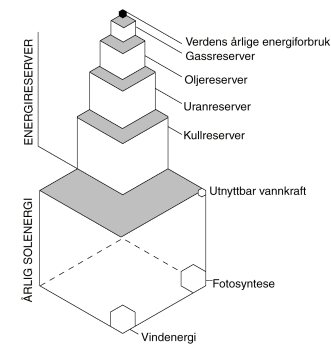 Verdens årlige energiforbruk
Gassreserver
Oljereserver
Uranreserver
Kullreserver
Utnyttbar vannkraft
Fotosyntese
Vindenergi
ENERGIRESERVER
ÅRLIG SOLENERGI